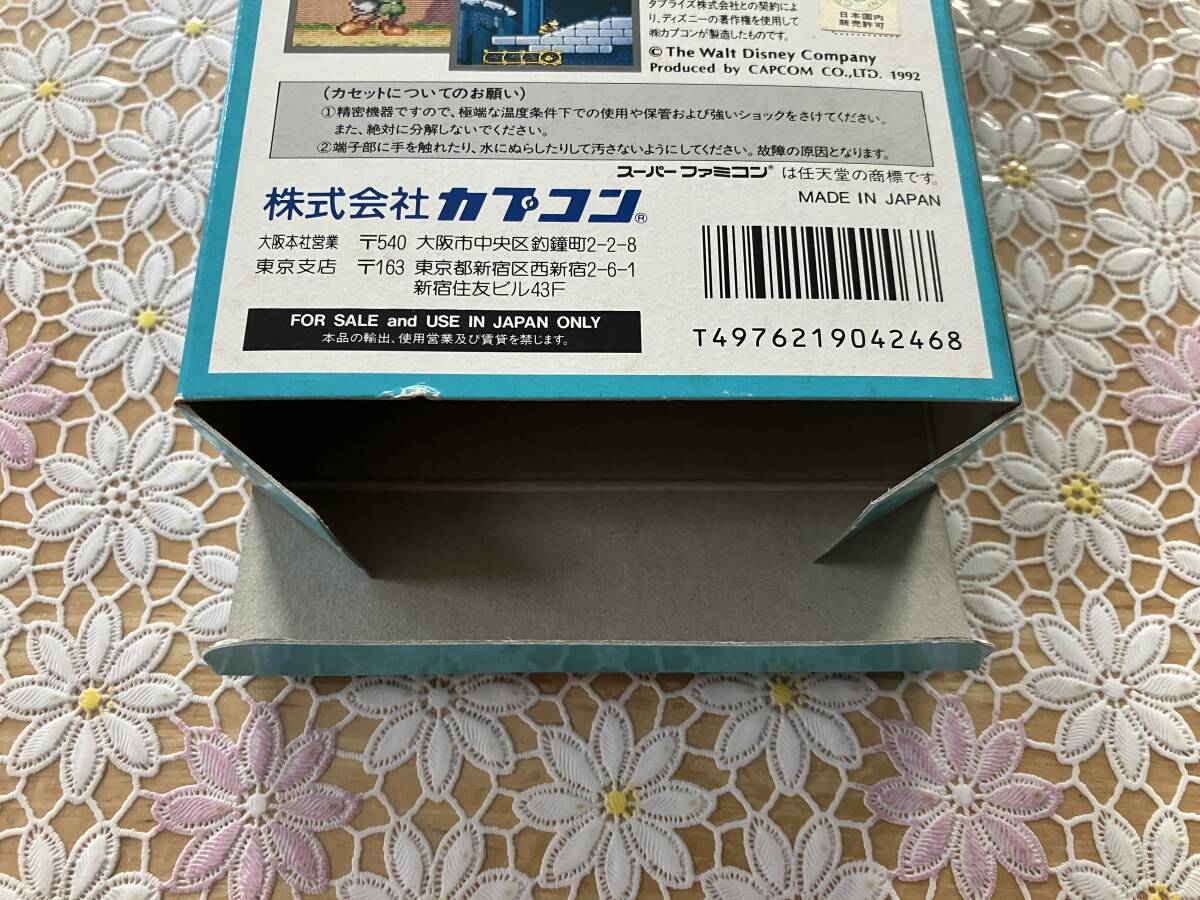 タプライズ株式会社との契約によ
り、ディズニーの著作権を使用して
㈱カプコンが製造したものです。
日本国内
販売許可
© The Walt Disney Company
Produced by CAPCOM CO.,LTD. 1992
〈カセットについてのお願い〉
①精密機器ですので、極端な温度条件下での使用や保管および強いショックをさけてください。
また、絶対に分解しないでください。
②端子部に手を触れたり、水にぬらしたりして汚さないようにしてください。故障の原因となります。
スーパーファミコン® は任天堂の商標です。
株式会社カプコン®
MADE IN JAPAN
大阪本社営業 〒540 大阪市中央区釣鐘町2-2-8
東京支店 〒163 東京都新宿区西新宿2-6-1
新宿住友ビル43F
FOR SALE and USE IN JAPAN ONLY
本品の輸出、使用営業及び賃貸を禁じます。
T4976219042468